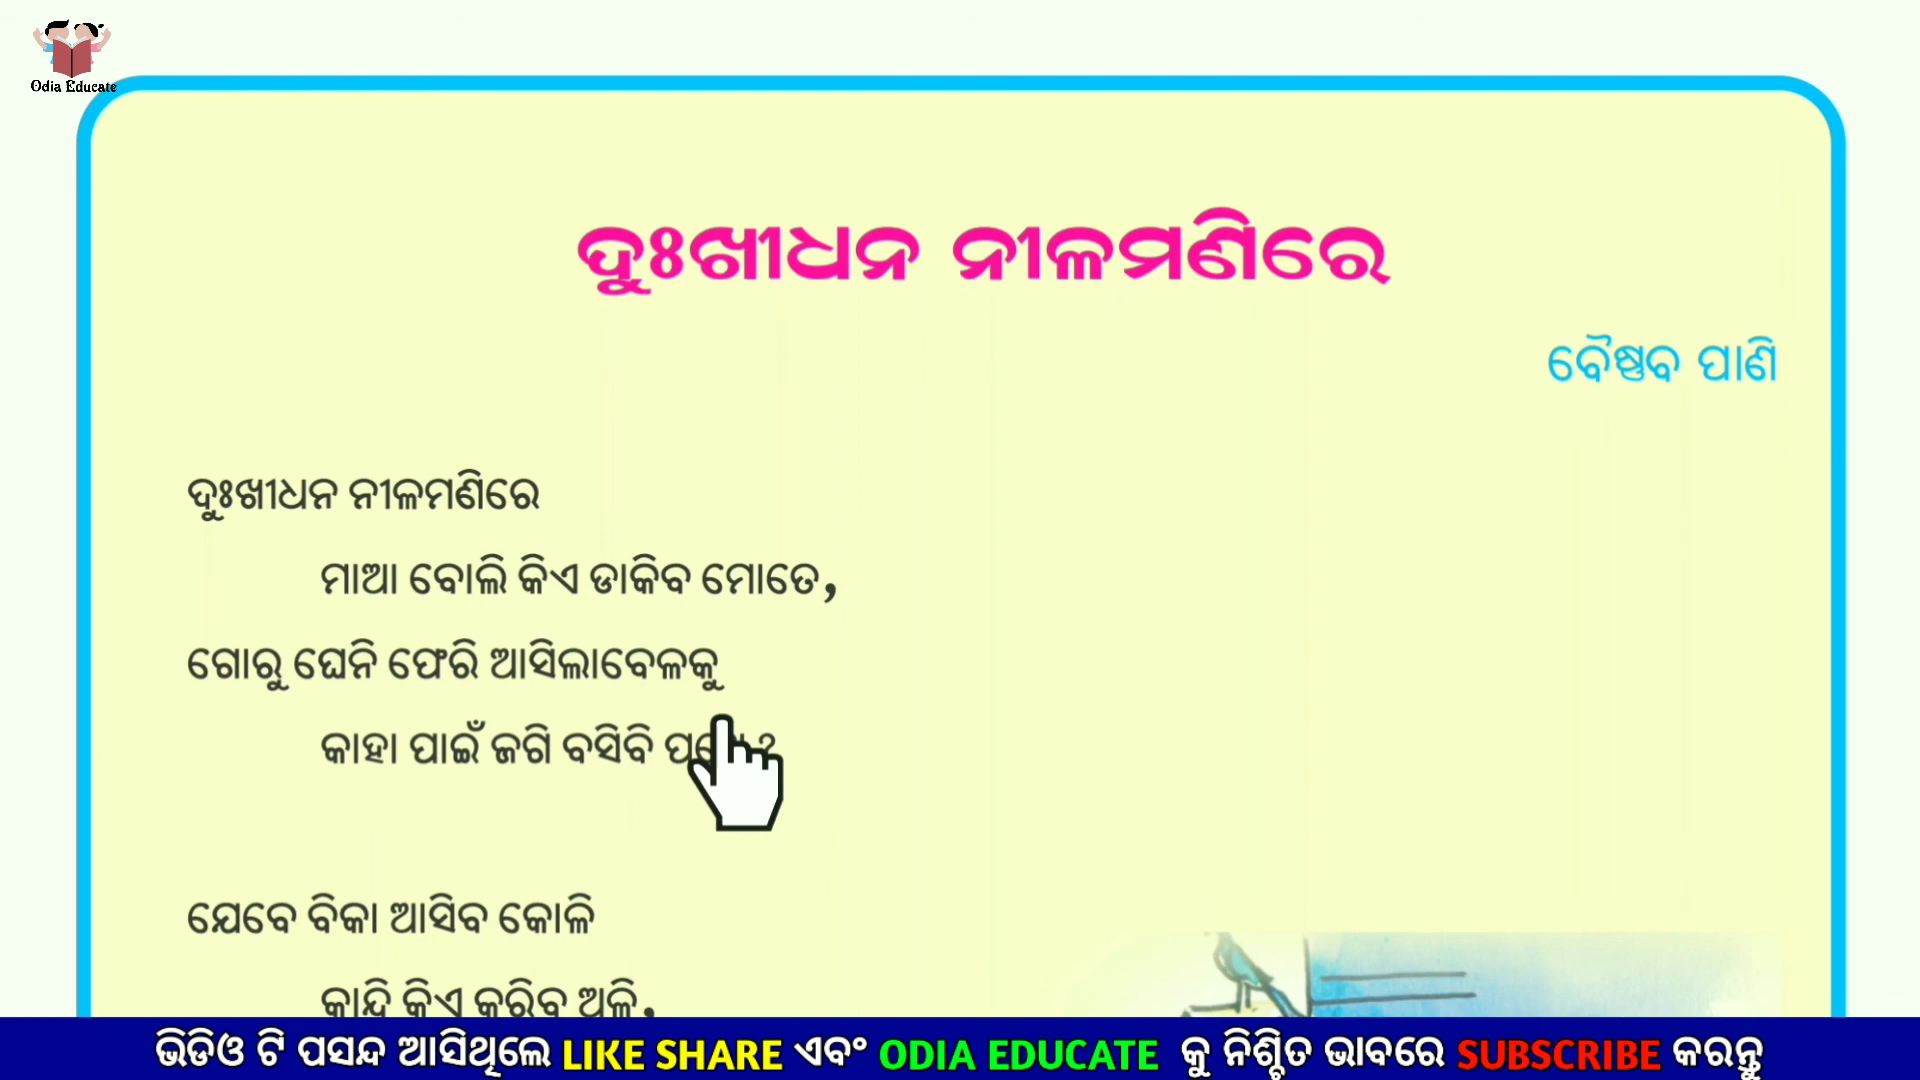 Odia Educate
ଦୁଃଖୀଧନ ନୀଳମଣିରେ
ବୈଷ୍ଣବ ପାଣି
ଦୁଃଖୀଧନ ନୀଳମଣିରେ
ମାଆ ବୋଲି କିଏ ଡାକିବ ମୋତେ,
ଗୋରୁ ଘେନି ଫେରି ଆସିଲାବେଳକୁ
କାହା ପାଇଁ ଜଗି ବସିବି
ଯେବେ ବିକା ଆସିବ କୋଳି
କାନ୍ଦି କିଏ କରିବ ଅଳି,
ଭିଡିଓ ଟି ପସନ୍ଦ ଆସିଥିଲେ LIKE SHARE ଏବଂ ODIA EDUCATE କୁ ନିଶ୍ଚିତ ଭାବରେ SUBSCRIBE କରନ୍ତୁ